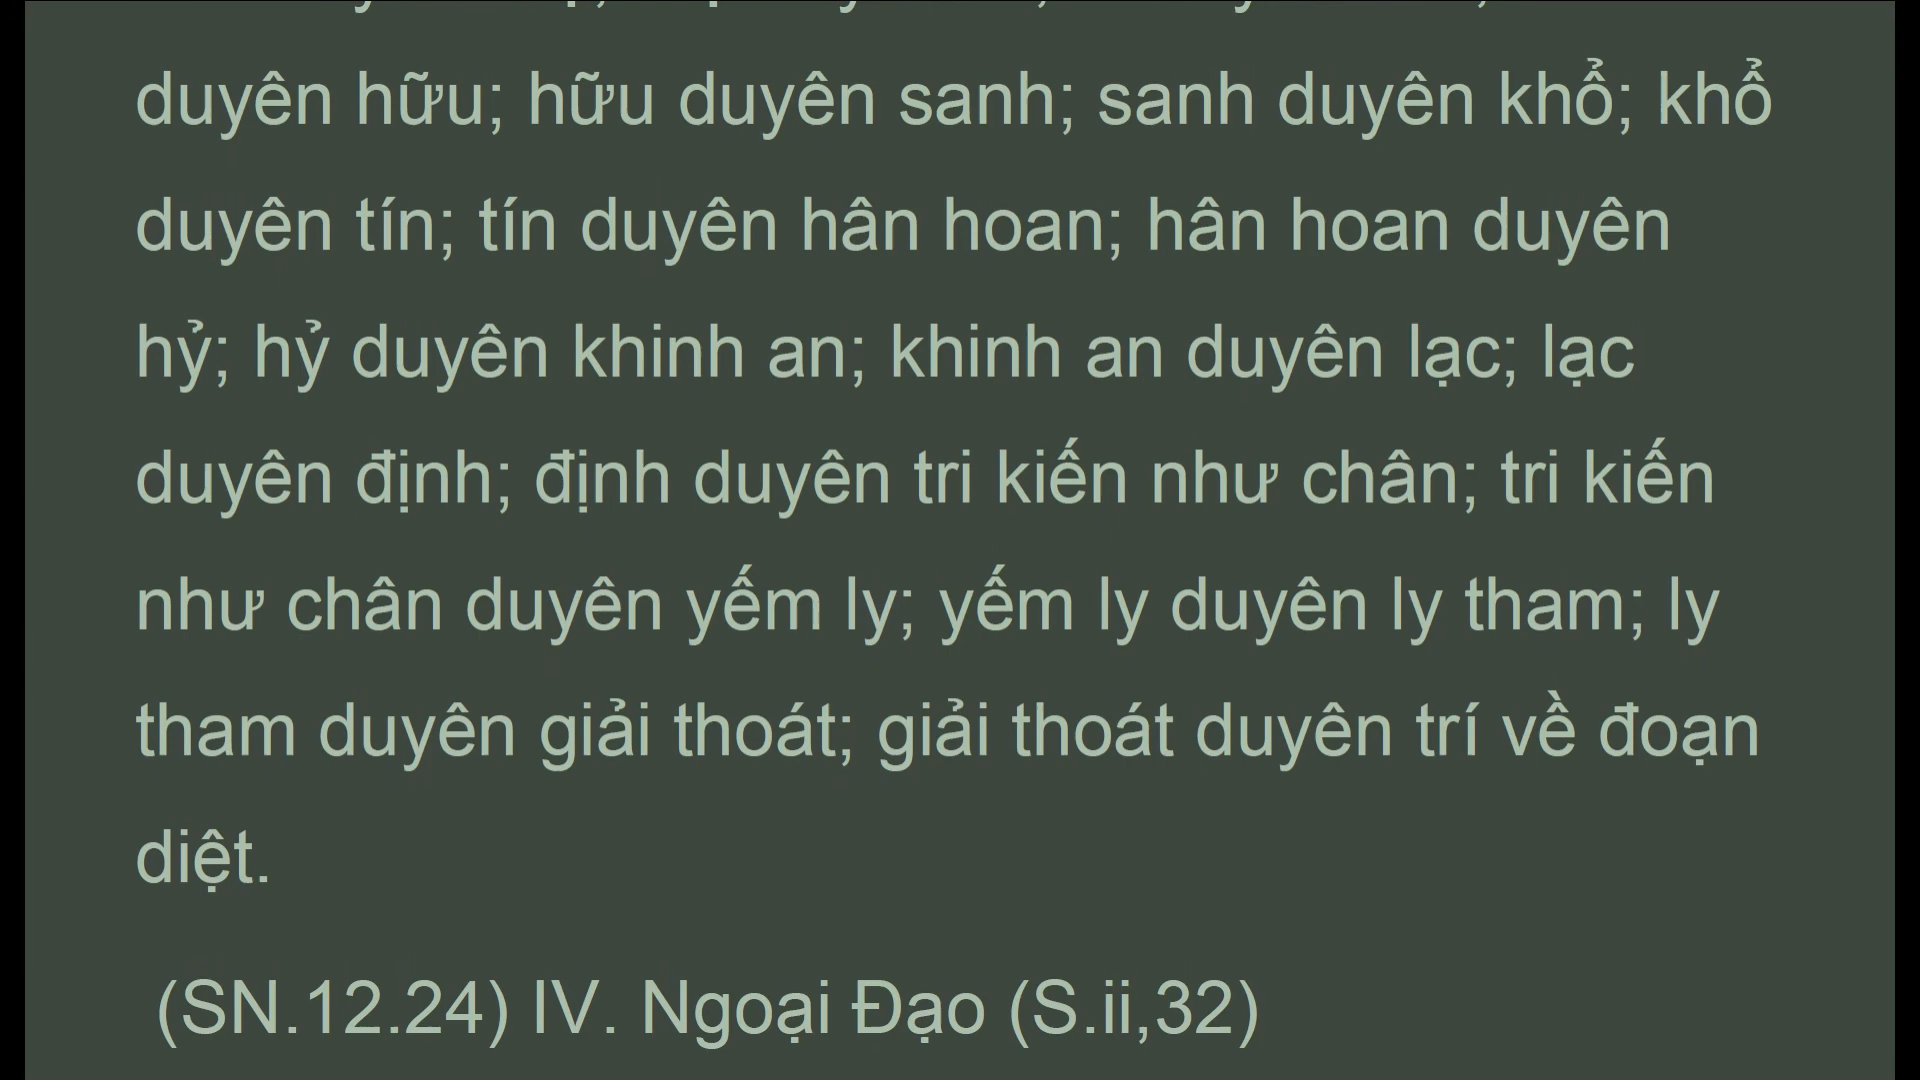 duyên hữu; hữu duyên sanh; sanh duyên khổ; khổ
duyên tín; tín duyên hân hoan; hân hoan duyên
hỷ; hỷ duyên khinh an; khinh an duyên lạc; lạc
duyên định; định duyên tri kiến như chân; tri kiến
như chân duyên yếm ly; yếm ly duyên ly tham; ly
tham duyên giải thoát; giải thoát duyên trí về đoạn
diệt.
(SN.12.24) IV. Ngoại Đạo (S.ii,32)